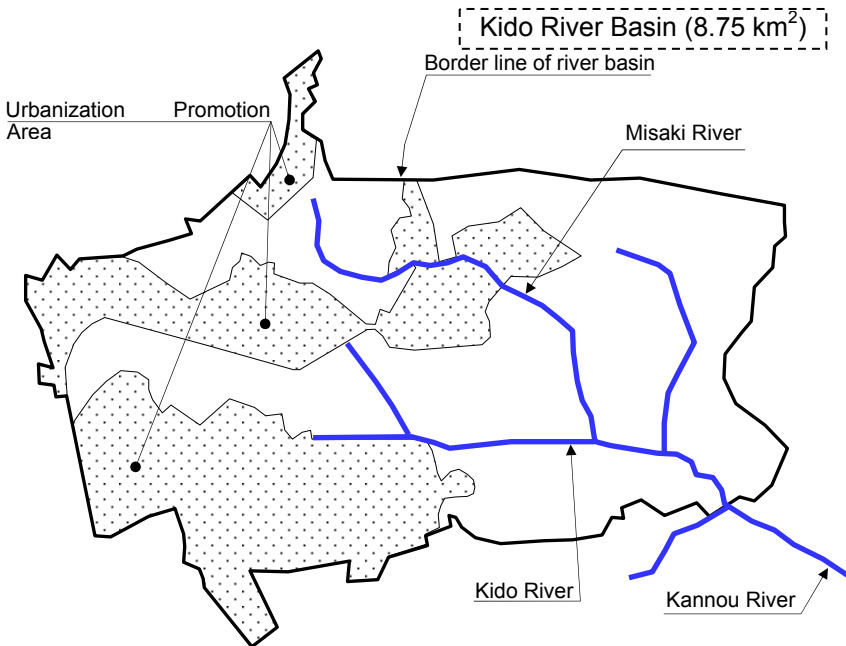 Kido River Basin (8.75 km²)
Border line of river basin
Urbanization Promotion
Area
Misaki River
Kido River
Kannou River